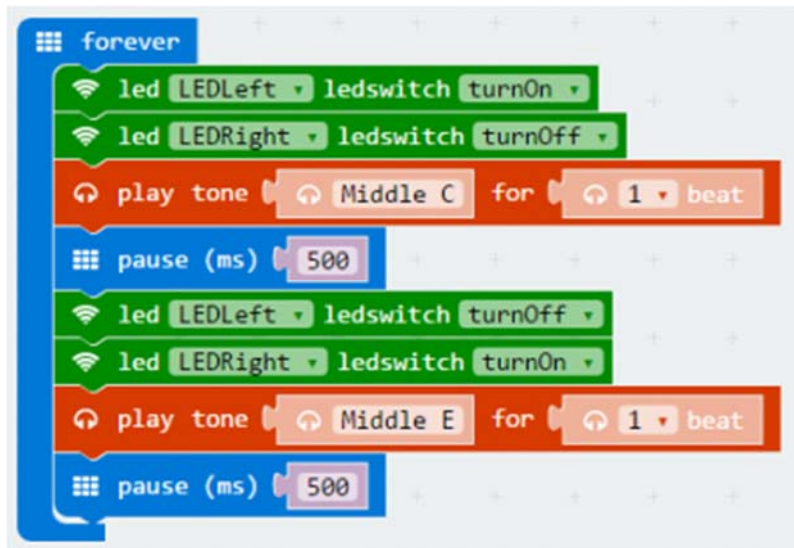 forever
led LEDLeft ledswitch turnOn
led LEDRight ledswitch turnOff
play tone Middle C for 1 beat
pause (ms) 500
led LEDLeft ledswitch turnOff
led LEDRight ledswitch turnOn
play tone Middle E for 1 beat
pause (ms) 500